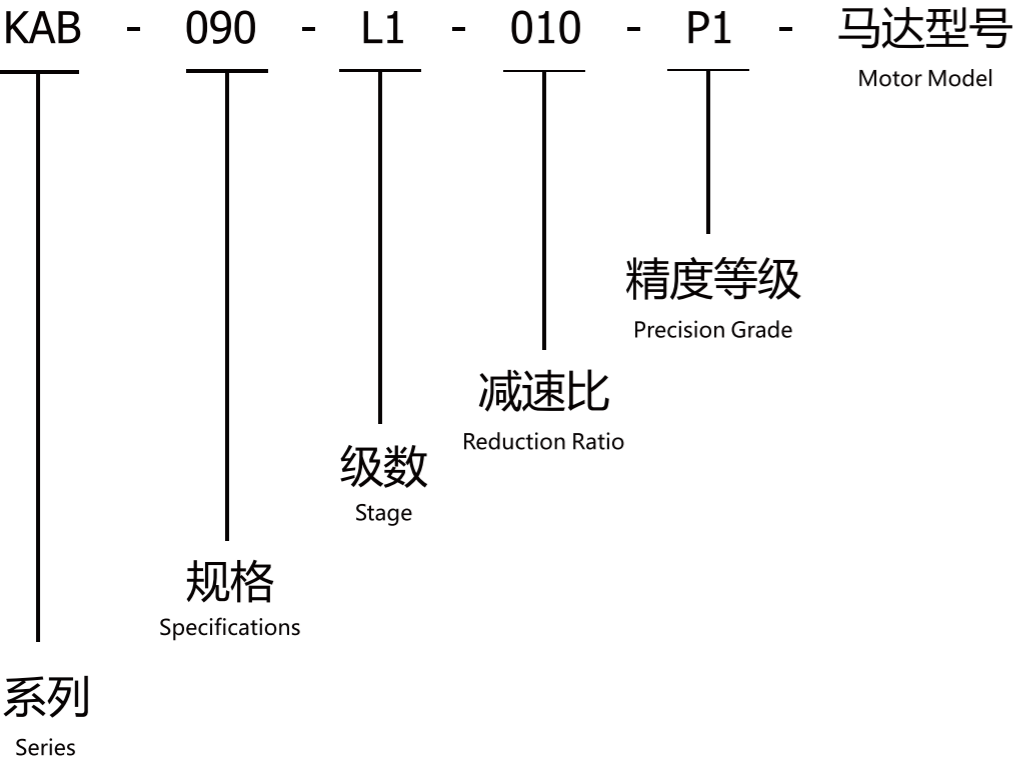 KAB - 090 - L1 - 010 - P1 - 马达型号
Motor Model
精度等级
Precision Grade
减速比
Reduction Ratio
级数
Stage
规格
Specifications
系列
Series